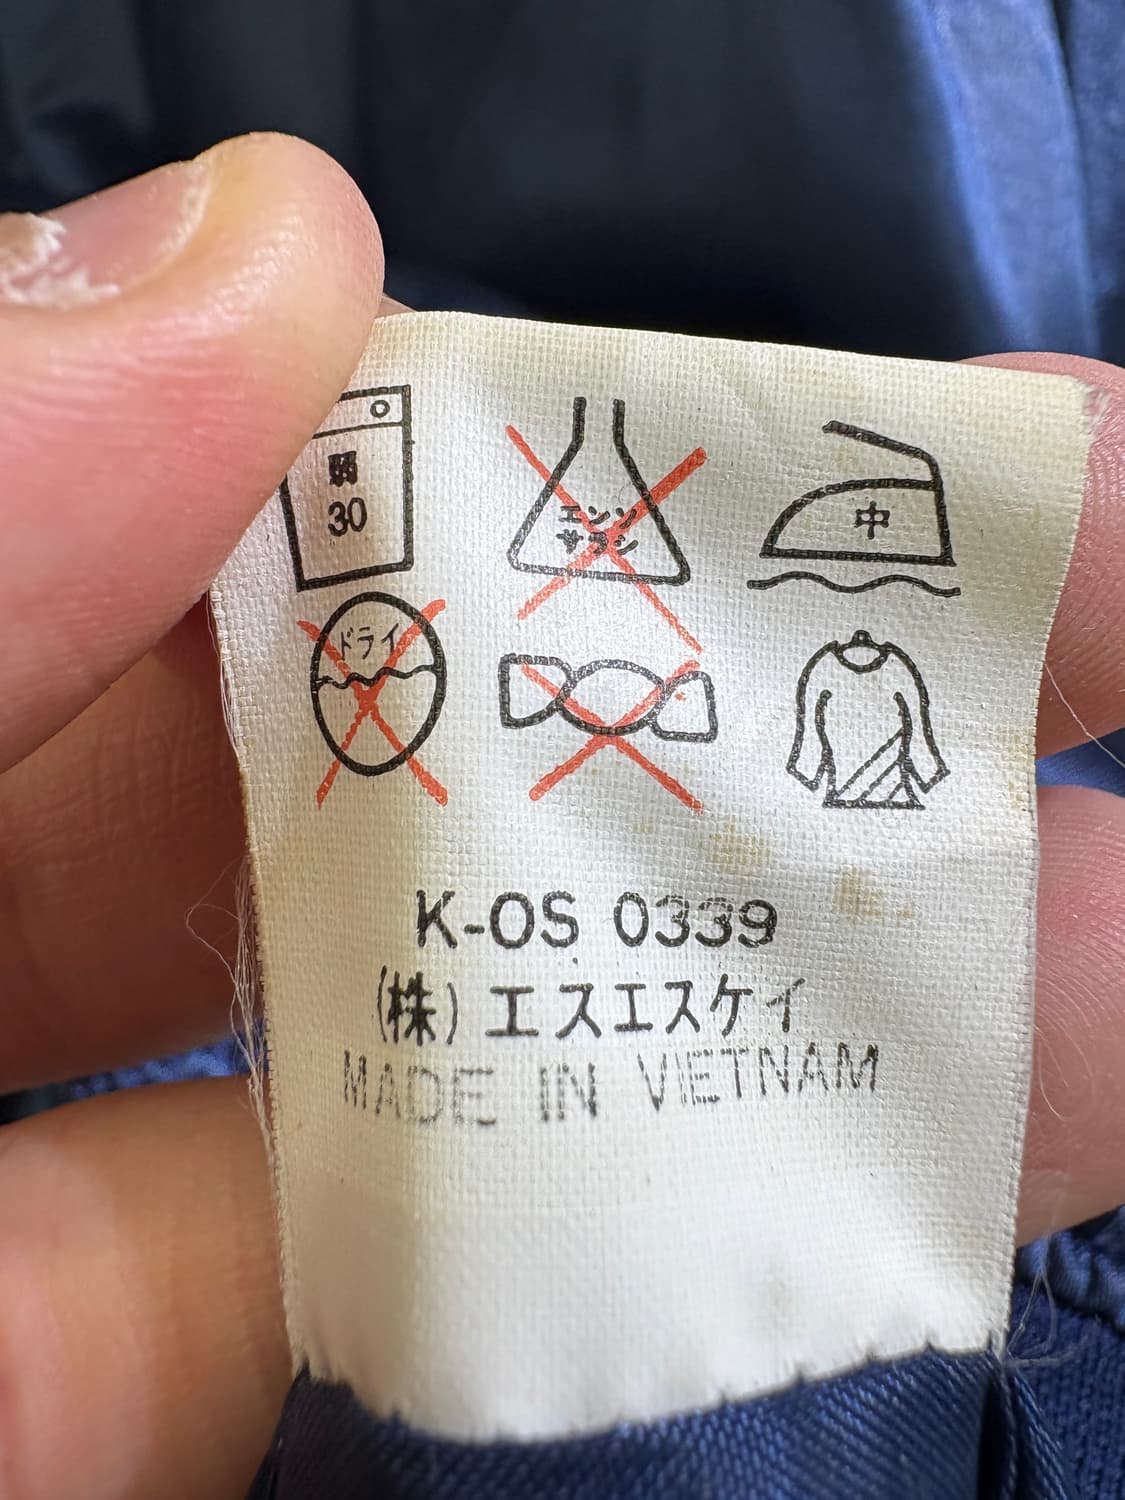 弱
30
エンソ
サラシ
中
ドライ
K-OS 0339
(株) エスエスケイ
MADE IN VIETNAM